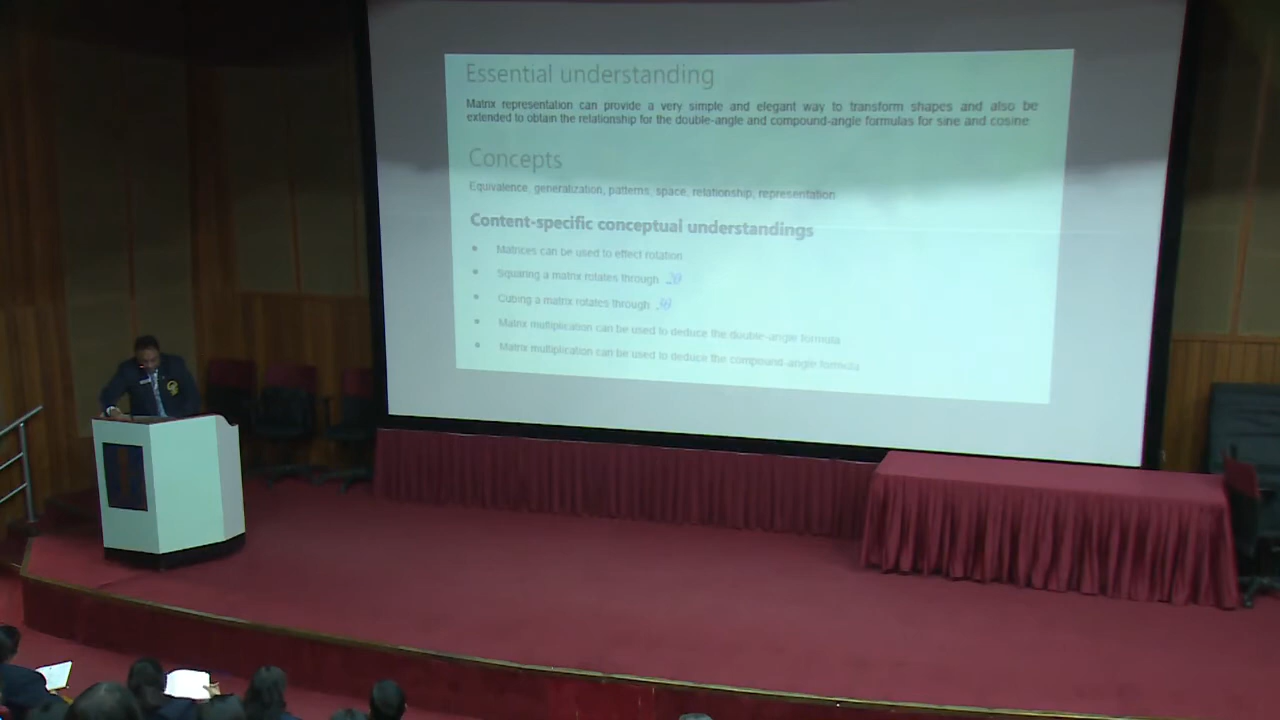 Essential understanding
Matrix representation can provide a very simple and elegant way to transform shapes and also be
extended to obtain the relationship for the double-angle and compound-angle formulas for sine and cosine
Concepts
Equivalence, generalization, patterns, space, relationship, representation
Content-specific conceptual understandings
• Matrices can be used to effect rotation
• Squaring a matrix rotates through 2θ
• Cubing a matrix rotates through 3θ
• Matrix multiplication can be used to deduce the double-angle formula
• Matrix multiplication can be used to deduce the compound-angle formula